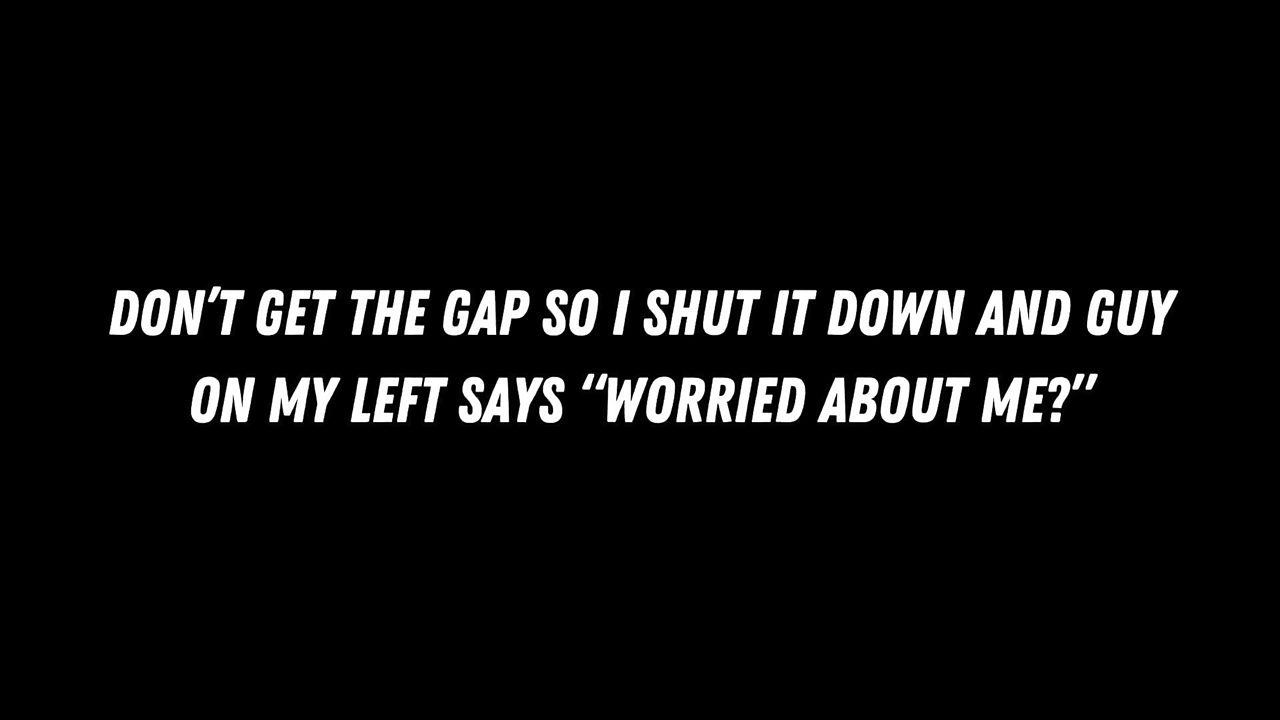 DON'T GET THE GAP SO I SHUT IT DOWN AND GUY
ON MY LEFT SAYS “WORRIED ABOUT ME?”